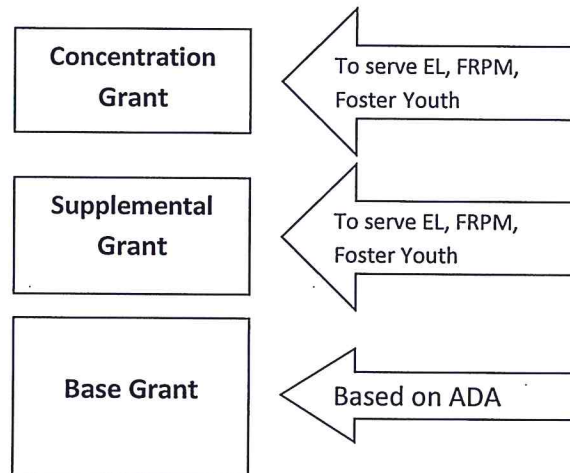 Concentration
Grant
To serve EL, FRPM,
Foster Youth
Supplemental
Grant
To serve EL, FRPM,
Foster Youth
Base Grant
Based on ADA